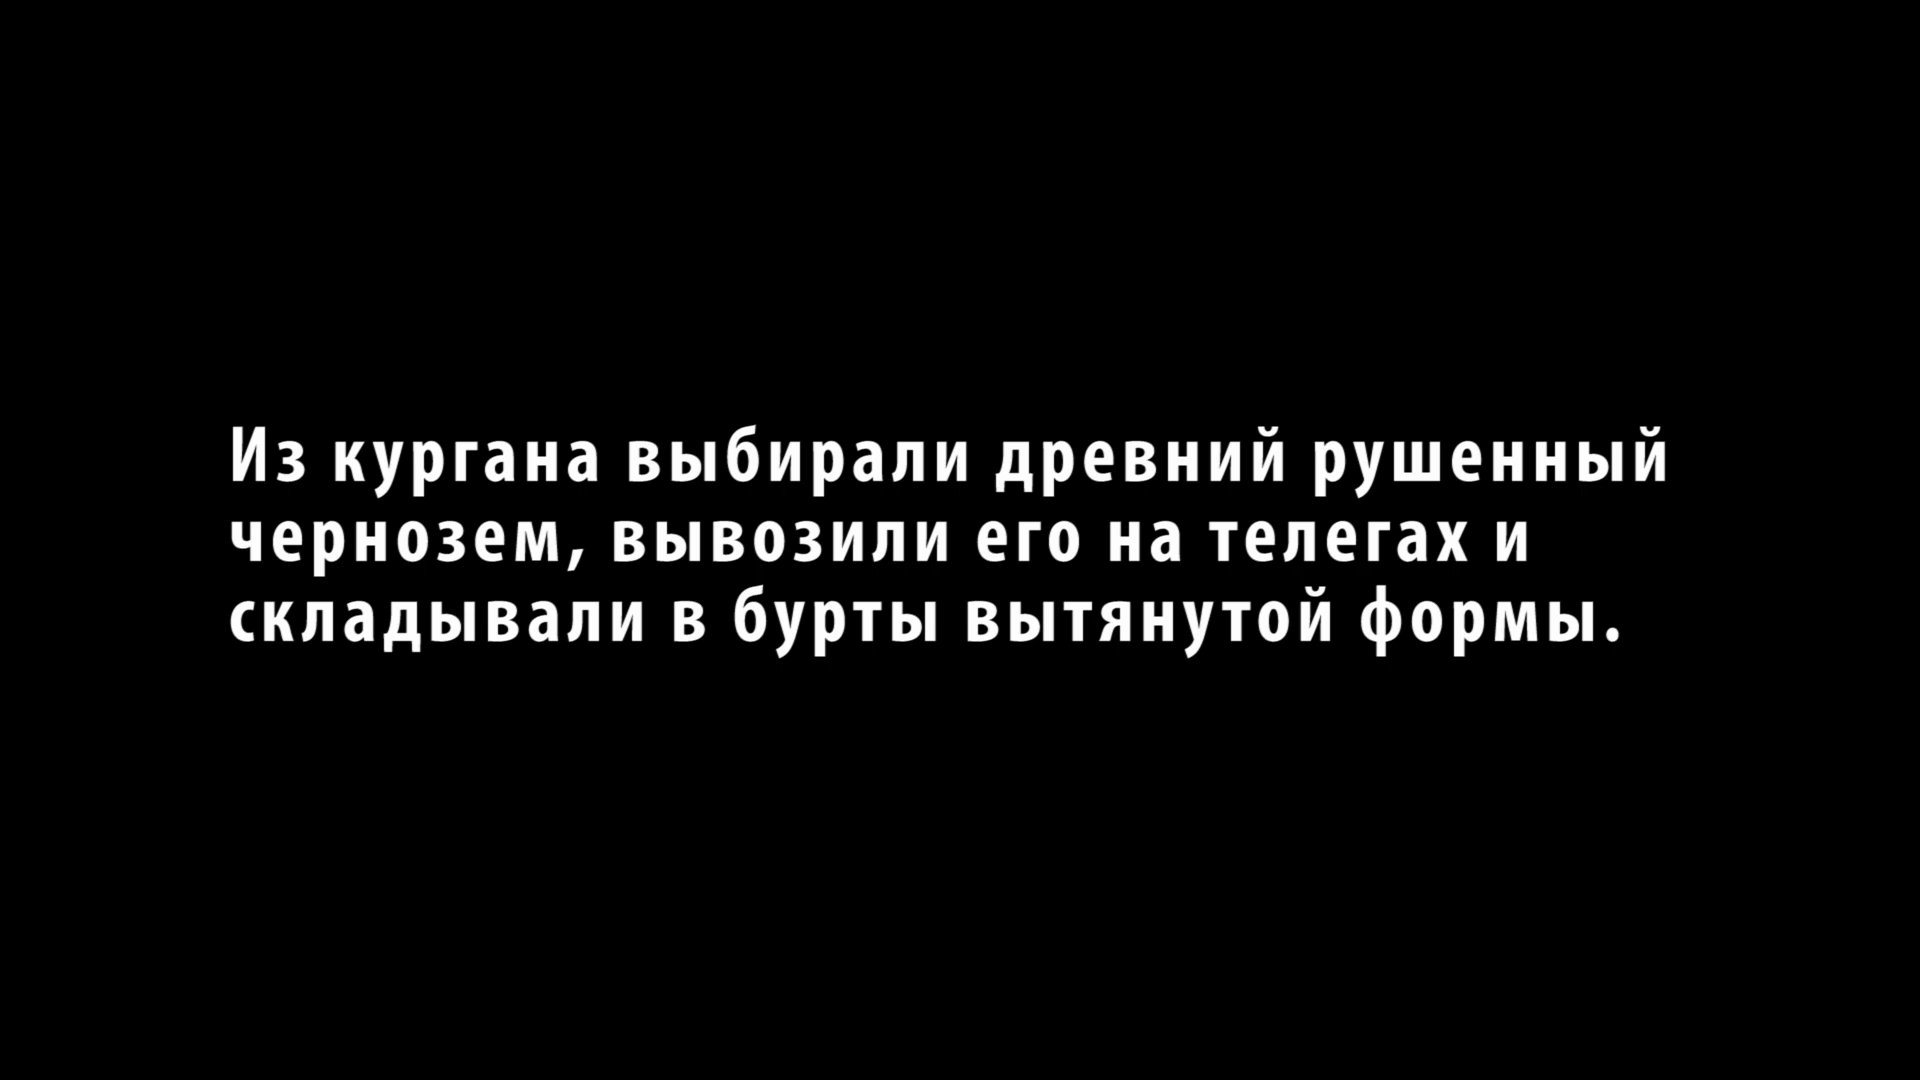 Из кургана выбирали древний рушенный
чернозем, вывозили его на телегах и
складывали в бурты вытянутой формы.